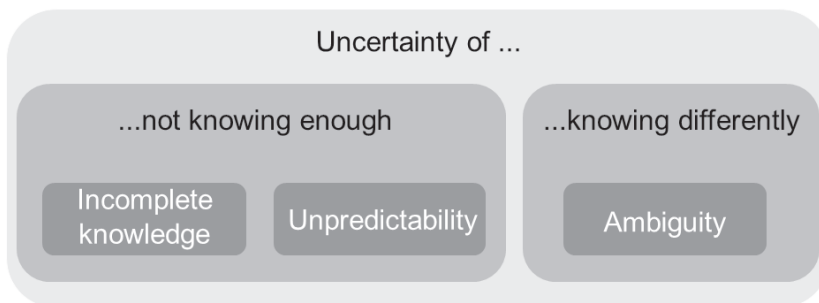 Uncertainty of ...
...not knowing enough
...knowing differently
Incomplete
knowledge
Unpredictability
Ambiguity